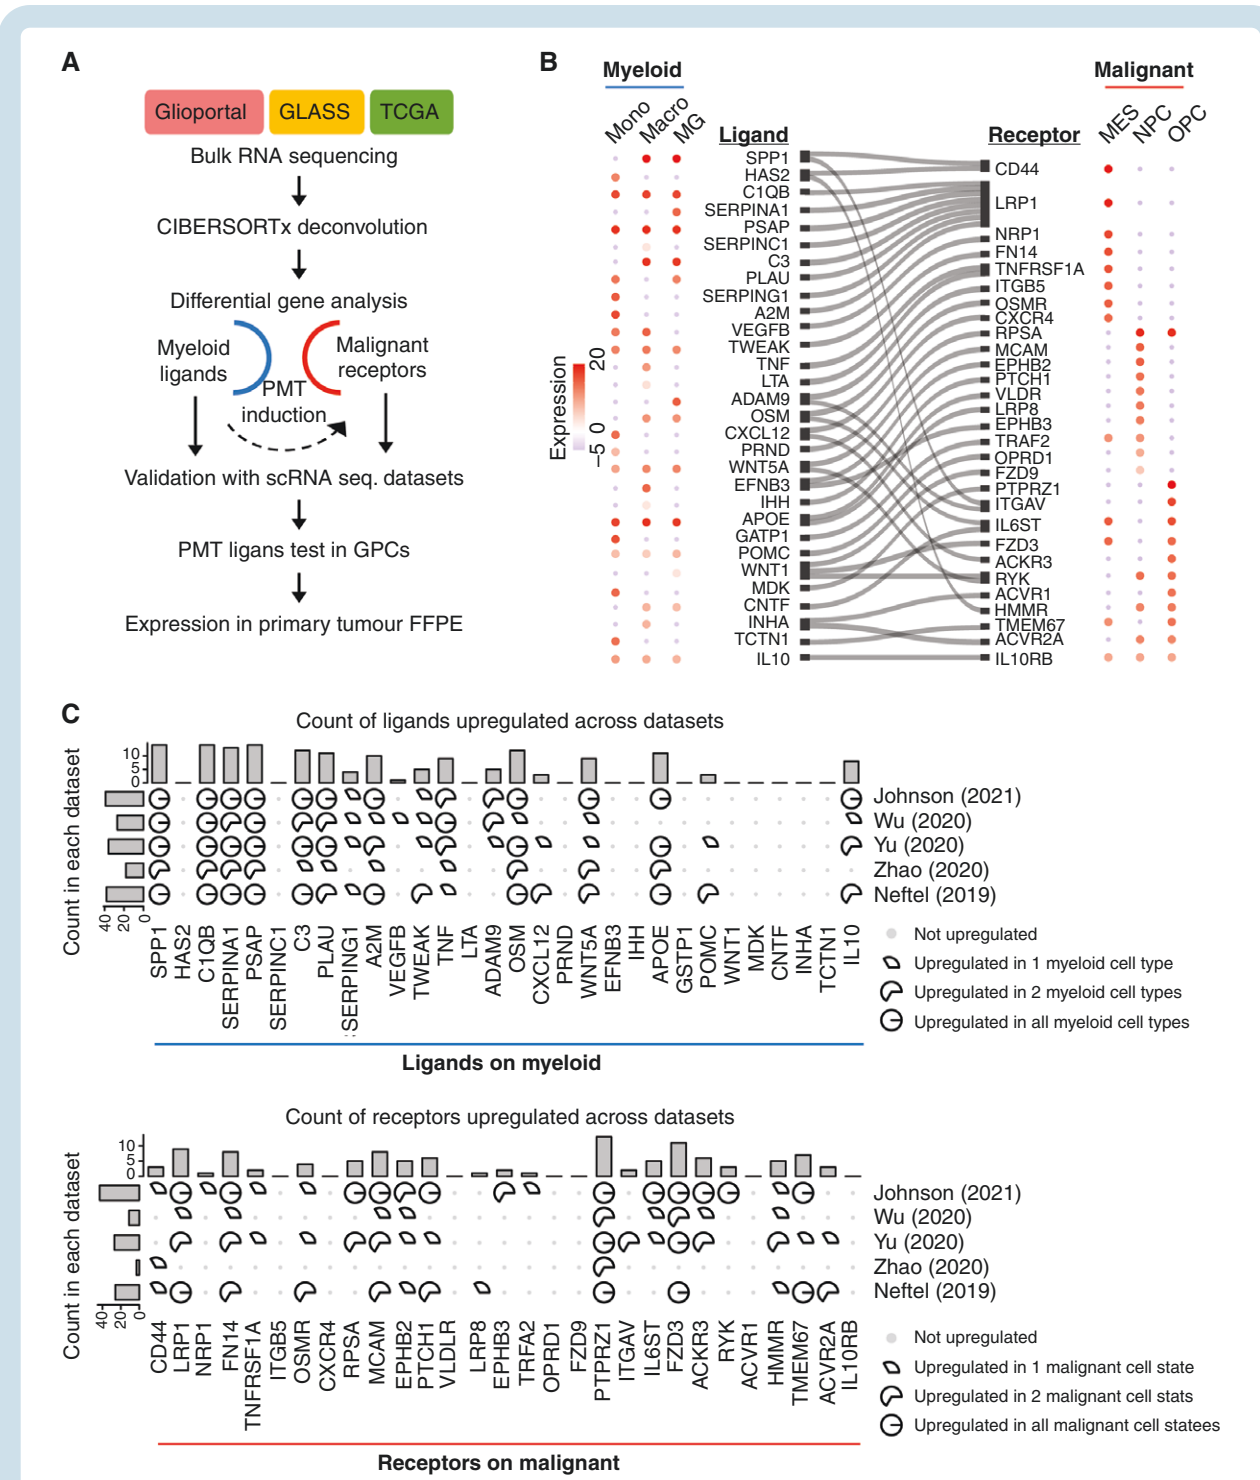 A
Glioportal GLASS TCGA
Bulk RNA sequencing
CIBERSORTx deconvolution
Differential gene analysis
Myeloid
ligands
Malignant
receptors
PMT
induction
Validation with scRNA seq. datasets
PMT ligans test in GPCs
Expression in primary tumour FFPE
B
Myeloid
Mono
Macro
MG
Ligand
Receptor
Malignant
MES
NPC
OPC
Expression
20
0
−5
SPP1
HAS2
C1QB
SERPINA1
PSAP
SERPINC1
C3
PLAU
SERPING1
A2M
VEGFB
TWEAK
TNF
LTA
ADAM9
OSM
CXCL12
PRND
WNT5A
EFNB3
IHH
APOE
GATP1
POMC
WNT1
MDK
CNTF
INHA
TCTN1
IL10
CD44
LRP1
NRP1
FN14
TNFRSF1A
ITGB5
OSMR
CXCR4
RPSA
MCAM
EPHB2
PTCH1
VLDR
LRP8
EPHB3
TRAF2
OPRD1
FZD9
PTPRZ1
ITGAV
IL6ST
FZD3
ACKR3
RYK
ACVR1
HMMR
TMEM67
ACVR2A
IL10RB
C
Count of ligands upregulated across datasets
10
5
0
Count in each dataset
Johnson (2021)
Wu (2020)
Yu (2020)
Zhao (2020)
Neftel (2019)
40
20
0
SPP1
HAS2
C1QB
SERPINA1
PSAP
SERPINC1
C3
PLAU
SERPING1
A2M
VEGFB
TWEAK
TNF
LTA
ADAM9
OSM
CXCL12
PRND
WNT5A
EFNB3
IHH
APOE
GSTP1
POMC
WNT1
MDK
CNTF
INHA
TCTN1
IL10
Not upregulated
Upregulated in 1 myeloid cell type
Upregulated in 2 myeloid cell types
Upregulated in all myeloid cell types
Ligands on myeloid
Count of receptors upregulated across datasets
10
5
0
Count in each dataset
Johnson (2021)
Wu (2020)
Yu (2020)
Zhao (2020)
Neftel (2019)
40
20
0
CD44
LRP1
NRP1
FN14
TNFRSF1A
ITGB5
OSMR
CXCR4
RPSA
MCAM
EPHB2
PTCH1
VLDLR
LRP8
EPHB3
TRFA2
OPRD1
FZD9
PTPRZ1
ITGAV
IL6ST
FZD3
ACKR3
RYK
ACVR1
HMMR
TMEM67
ACVR2A
IL10RB
Not upregulated
Upregulated in 1 malignant cell state
Upregulated in 2 malignant cell stats
Upregulated in all malignant cell statees
Receptors on malignant